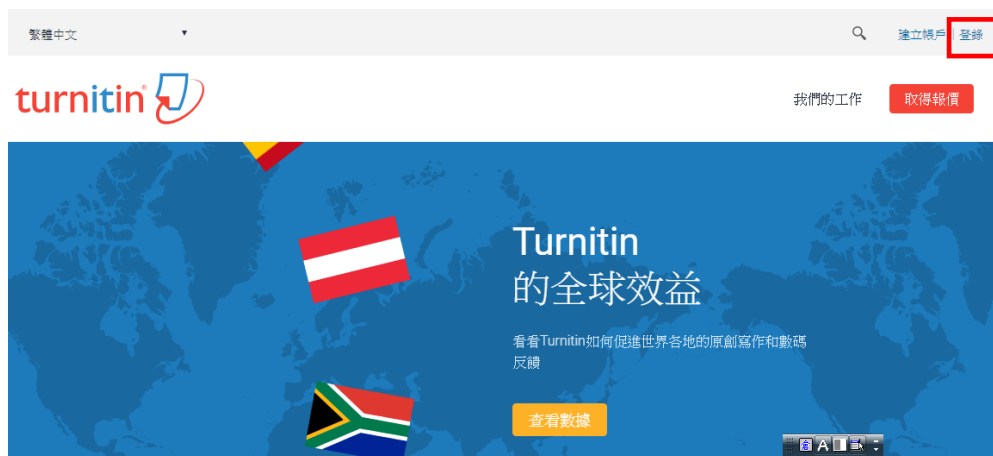 繁體中文
建立帳戶 | 登錄
turnitin
我們的工作
取得報價
Turnitin
的全球效益
看看Turnitin如何促進世界各地的原創寫作和數碼
反饋
查看數據
A